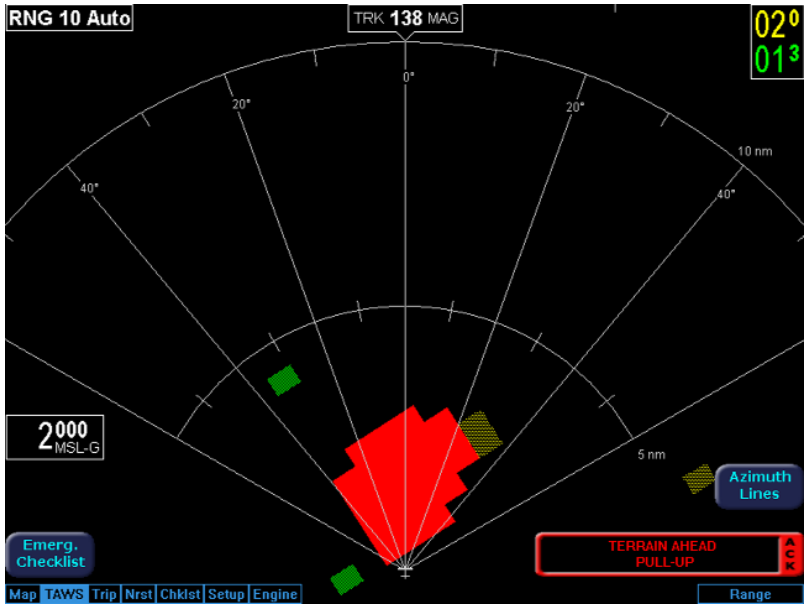 RNG 10 Auto
TRK 138 MAG
02⁰
01³
0°
20°
20°
10 nm
40°
40°
2000
MSL-G
5 nm
Azimuth
Lines
Emerg.
Checklist
TERRAIN AHEAD
PULL-UP
ACK
Map TAWS Trip Nrst Chklst Setup Engine
Range